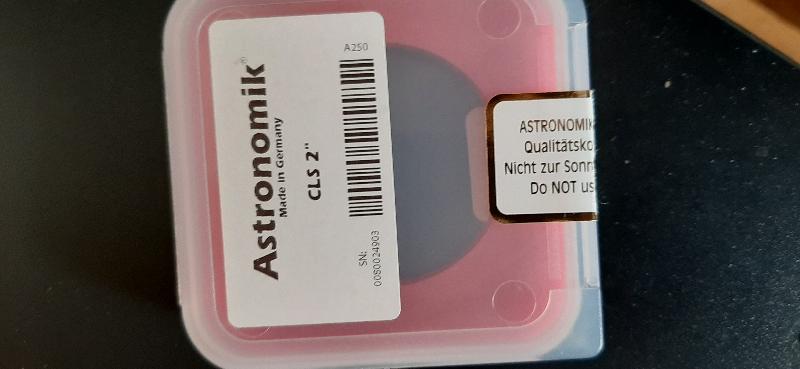 Astronomik®
Made in Germany
CLS 2"
A250
SN:
0080024903
ASTRONOMIK
Qualitätsko
Nicht zur Sonn
Do NOT us